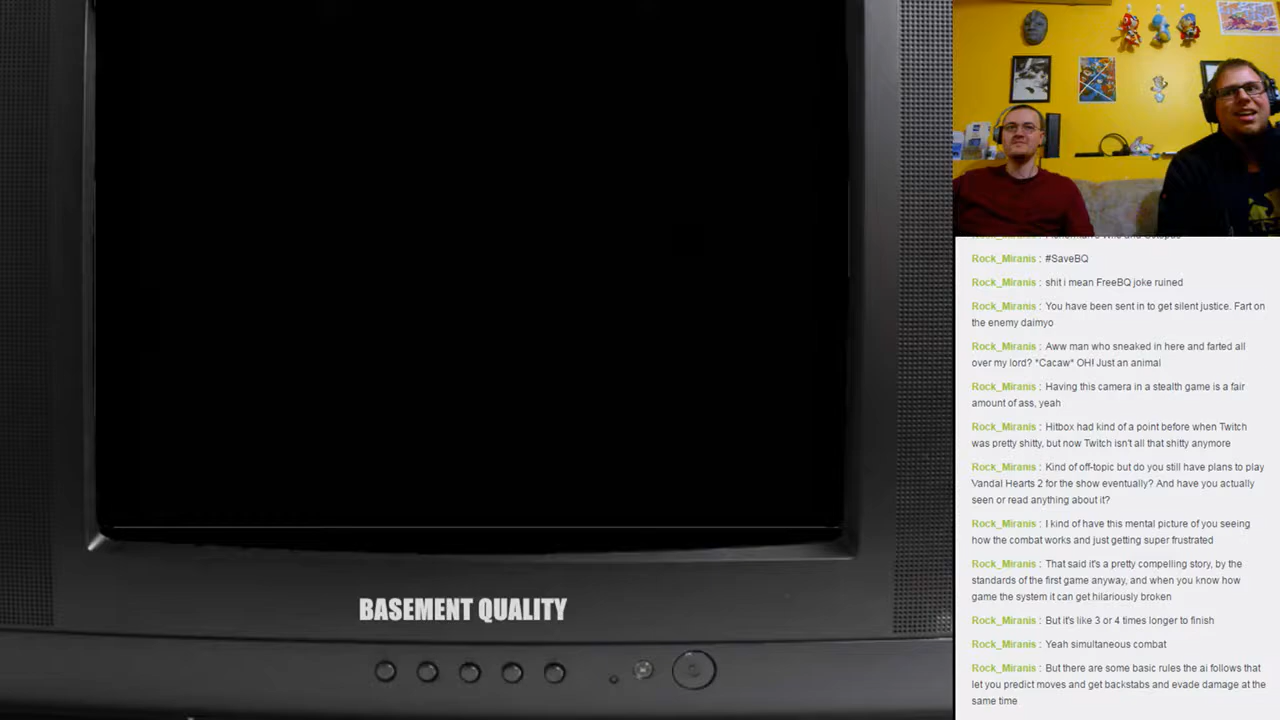 Rock_Miranis : #SaveBQ
Rock_Miranis : shit i mean FreeBQ joke ruined
Rock_Miranis : You have been sent in to get silent justice. Fart on
the enemy daimyo
Rock_Miranis : Aww man who sneaked in here and farted all
over my lord? *Cacaw* OH! Just an animal
Rock_Miranis : Having this camera in a stealth game is a fair
amount of ass, yeah
Rock_Miranis : Hitbox had kind of a point before when Twitch
was pretty shitty, but now Twitch isn't all that shitty anymore
Rock_Miranis : Kind of off-topic but do you still have plans to play
Vandal Hearts 2 for the show eventually? And have you actually
seen or read anything about it?
Rock_Miranis : I kind of have this mental picture of you seeing
how the combat works and just getting super frustrated
Rock_Miranis : That said it's a pretty compelling story, by the
standards of the first game anyway, and when you know how
game the system it can get hilariously broken
Rock_Miranis : But it's like 3 or 4 times longer to finish
Rock_Miranis : Yeah simultaneous combat
Rock_Miranis : But there are some basic rules the ai follows that
let you predict moves and get backstabs and evade damage at the
same time
BASEMENT QUALITY